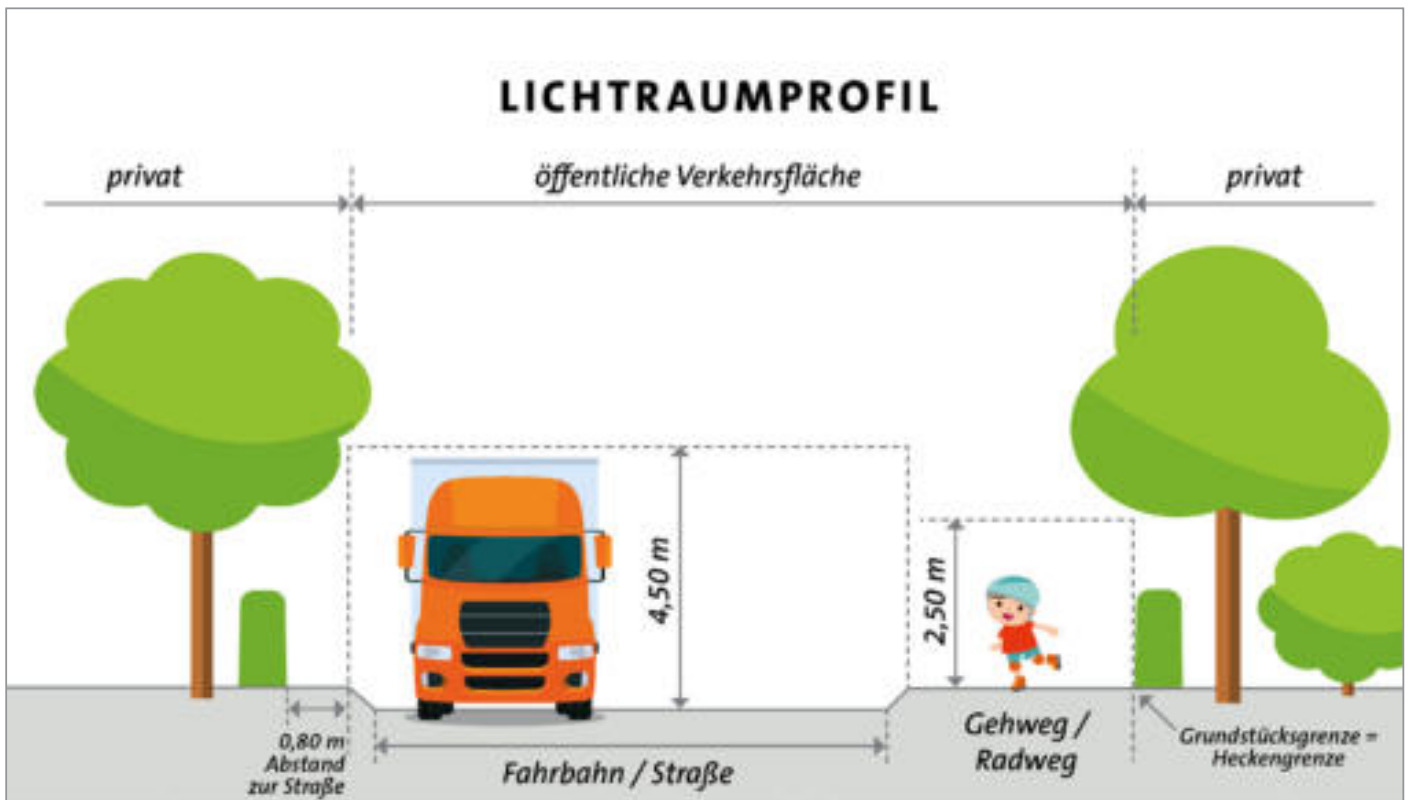 LICHTRAUMPROFIL
privat
öffentliche Verkehrsfläche
privat
4,50 m
2,50 m
0,80 m
Abstand
zur Straße
Fahrbahn / Straße
Gehweg /
Radweg
Grundstücksgrenze =
Heckengrenze